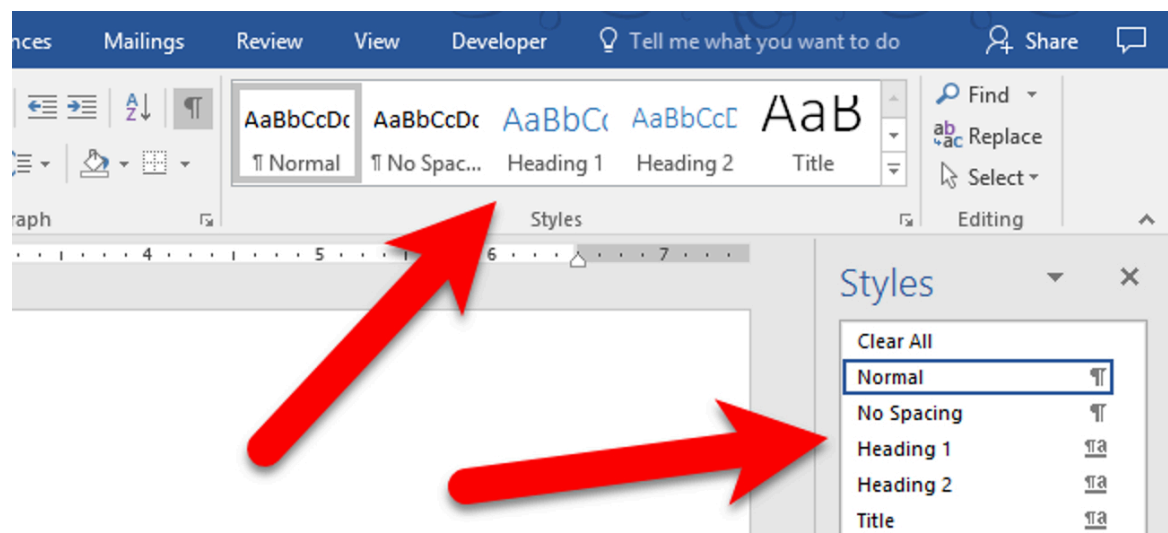 nces Mailings Review View Developer Tell me what you want to do Share
AaBbCcDc AaBbCcDc AaBbC( AaBbCcE AaB Find
¶ Normal ¶ No Spac... Heading 1 Heading 2 Title Replace
Select
raph Styles Editing
4 5 6 7
Styles
Clear All
Normal ¶
No Spacing ¶
Heading 1 ¶a
Heading 2 ¶a
Title ¶a